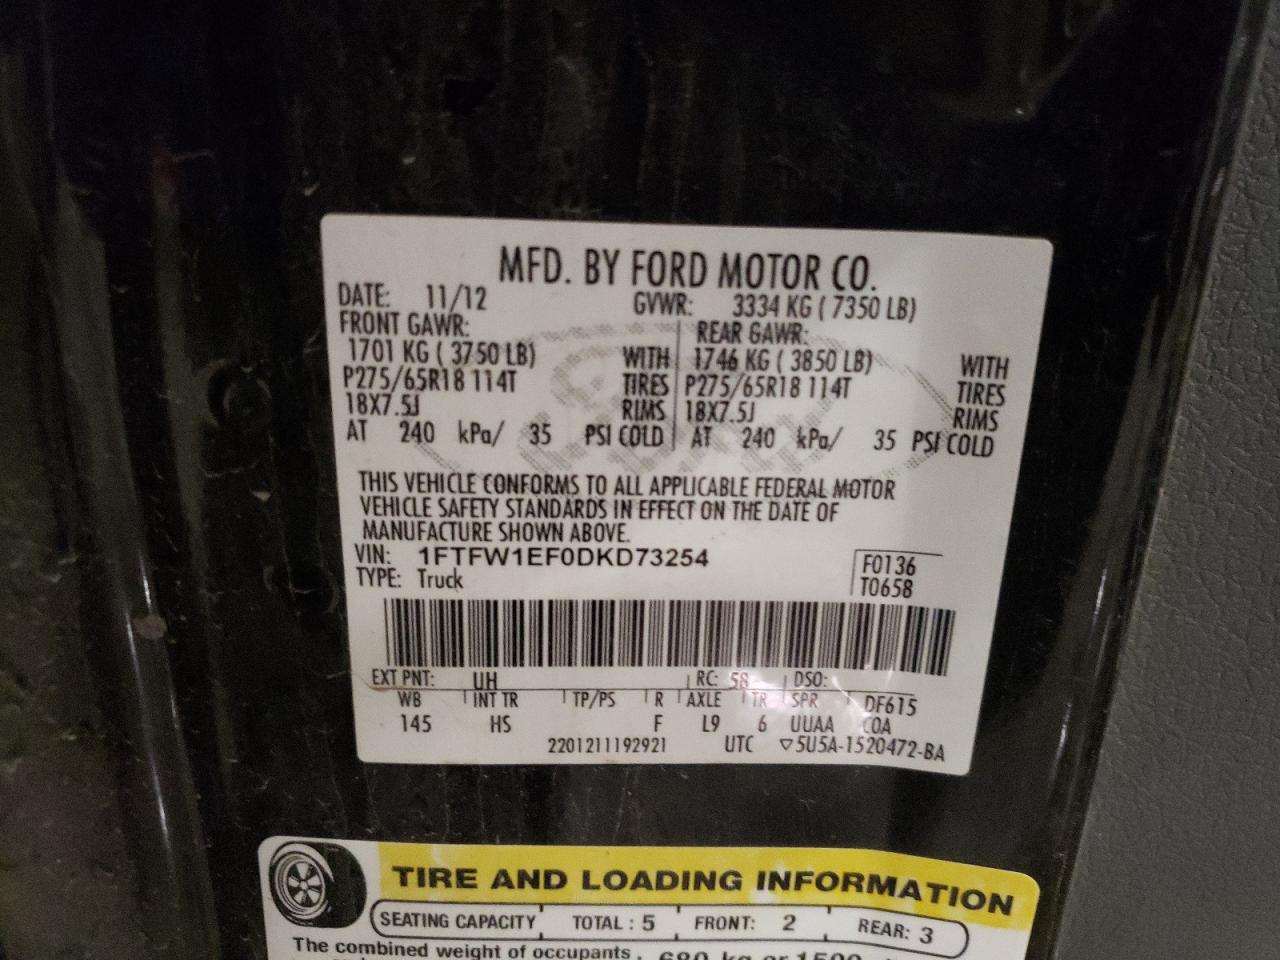 MFD. BY FORD MOTOR CO.
DATE: 11/12 GVWR: 3334 KG ( 7350 LB)
FRONT GAWR: REAR GAWR:
1701 KG ( 3750 LB) WITH 1746 KG ( 3850 LB) WITH
P275/65R18 114T TIRES P275/65R18 114T TIRES
18X7.5J RIMS 18X7.5J RIMS
AT 240 kPa/ 35 PSI COLD AT 240 kPa/ 35 PSI COLD
THIS VEHICLE CONFORMS TO ALL APPLICABLE FEDERAL MOTOR
VEHICLE SAFETY STANDARDS IN EFFECT ON THE DATE OF
MANUFACTURE SHOWN ABOVE.
VIN: 1FTFW1EF0DKD73254 F0136
TYPE: Truck T0658
EXT PNT: UH RC: 58 DSO:
WB INT TR TP/PS R AXLE TR SPR DF615
145 HS F L9 6 UUAA COA
2201211192921 UTC ▽5U5A-1520472-BA
TIRE AND LOADING INFORMATION
SEATING CAPACITY TOTAL : 5 FRONT: 2 REAR: 3
The combined weight of occupants 680 kg or 1500